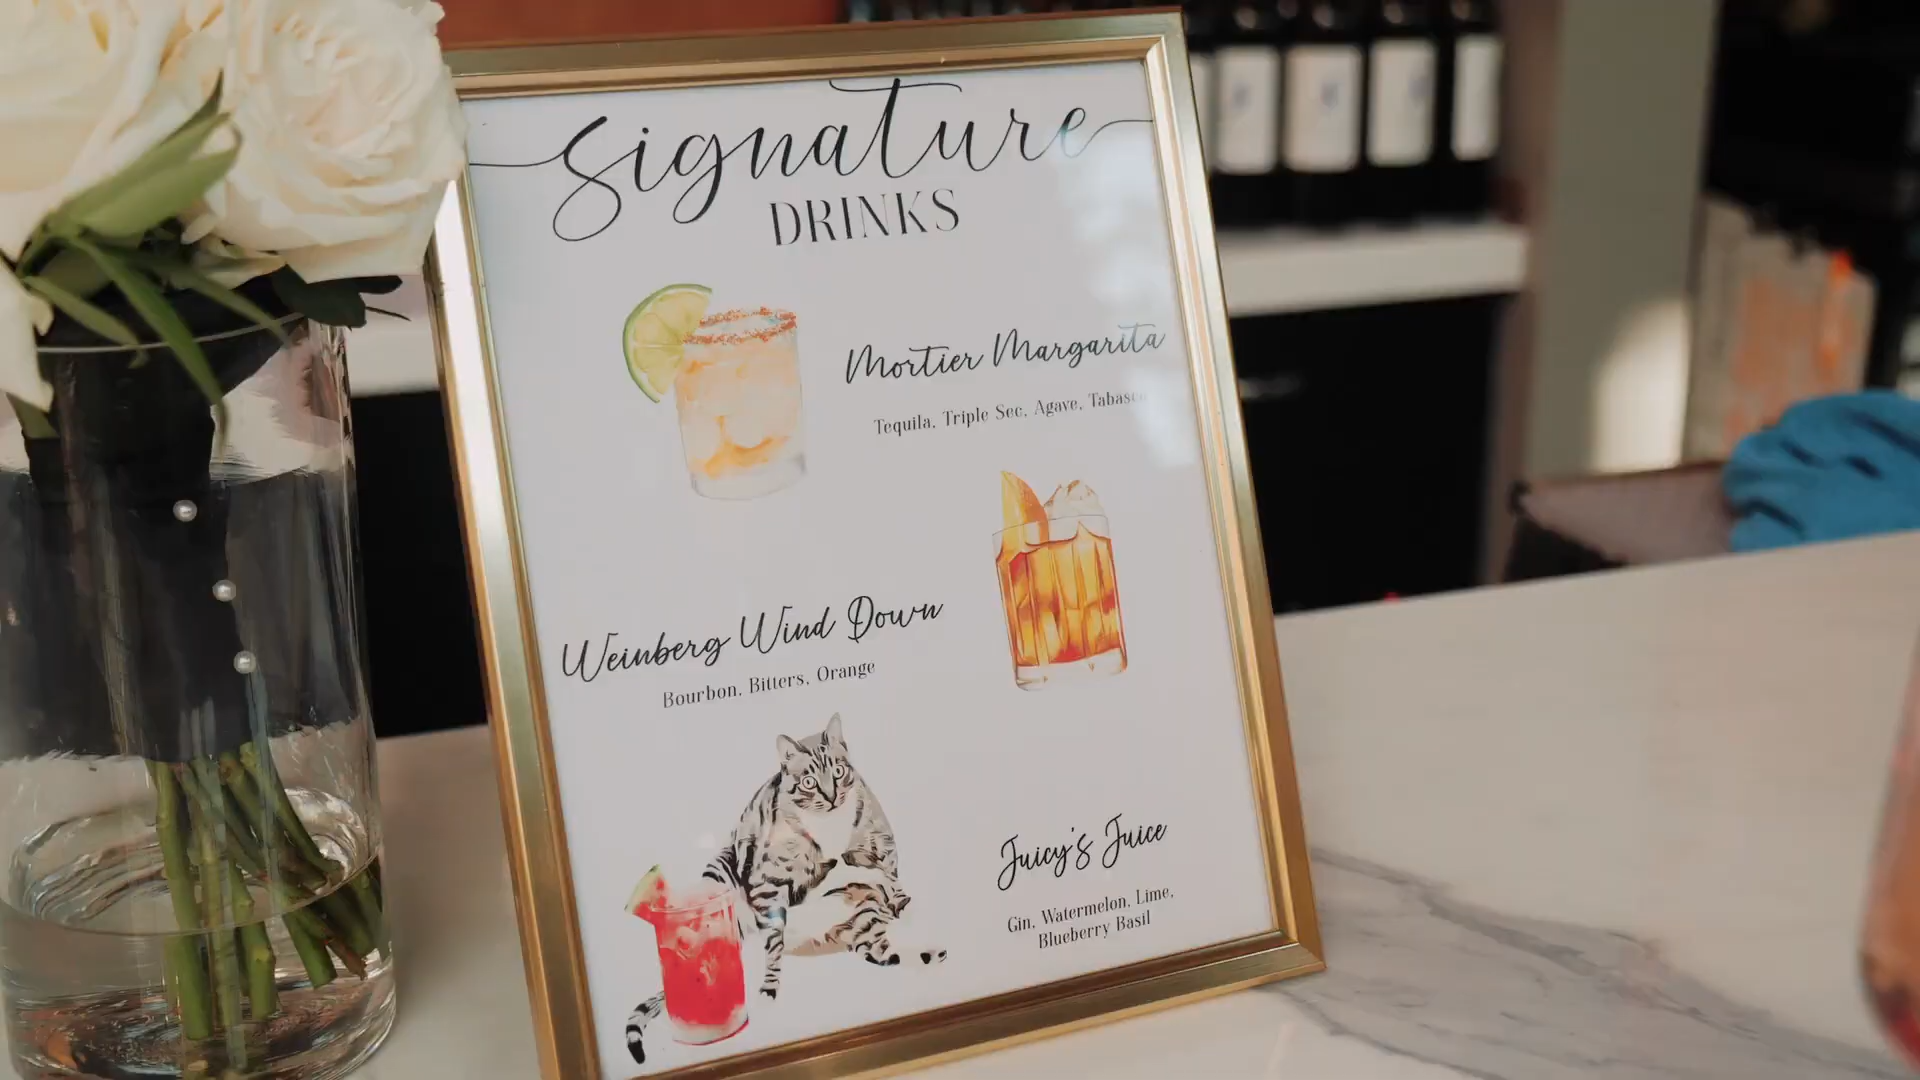 signature
DRINKS
Mortier Margarita
Tequila, Triple Sec, Agave, Tabasco
Weinberg Wind Down
Bourbon, Bitters, Orange
Juicy's Juice
Gin, Watermelon, Lime,
Blueberry Basil